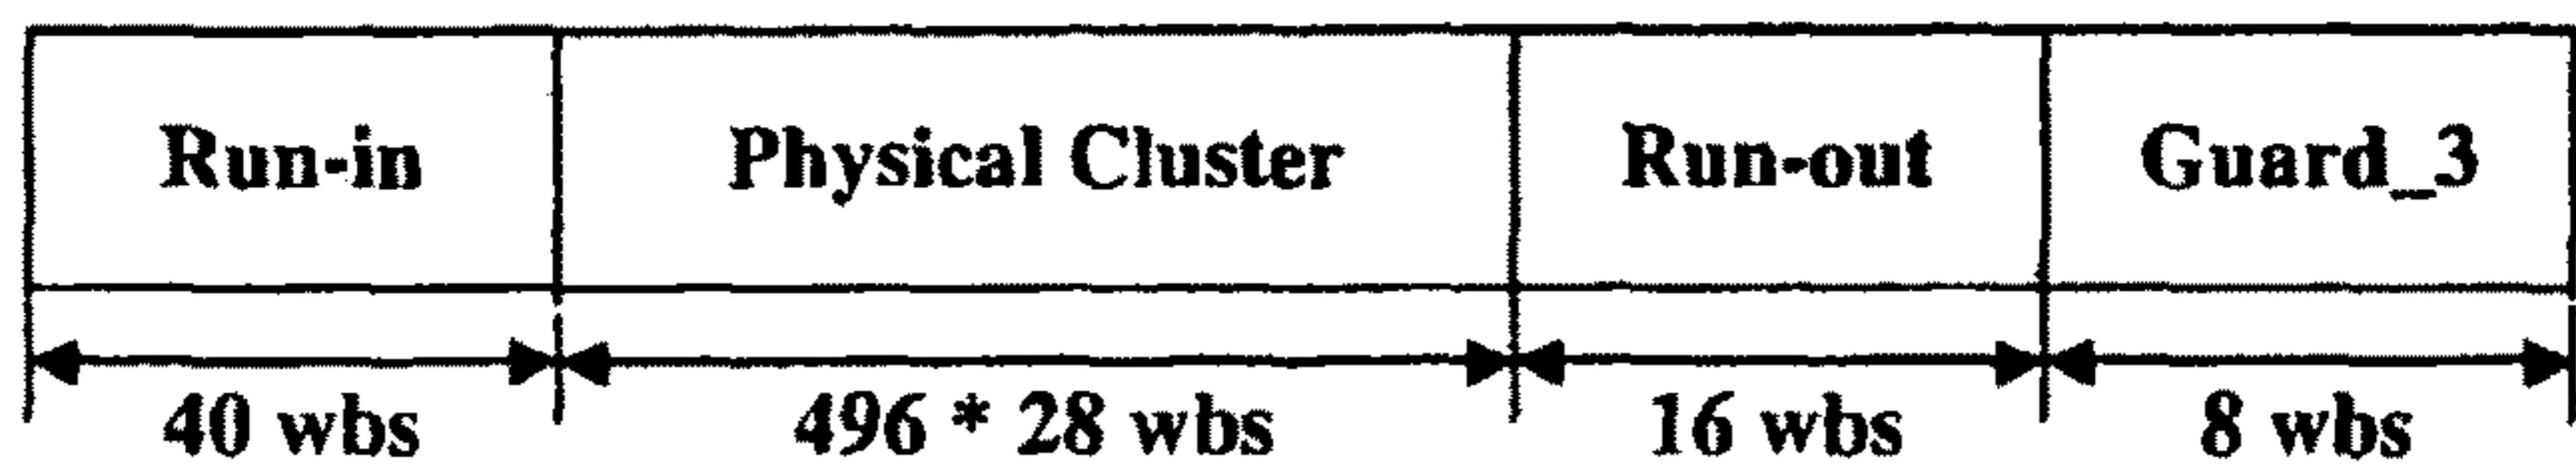 Run-in Physical Cluster Run-out Guard_3
40 wbs 496 * 28 wbs 16 wbs 8 wbs